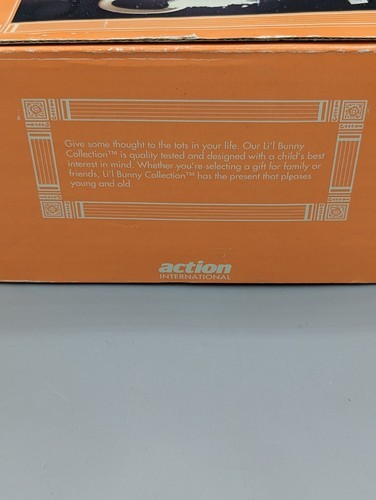 Give some thought to the tots in your life. Our Li'l Bunny
Collection™ is quality tested and designed with a child's best
interest in mind. Whether you're selecting a gift for family or
friends, Li'l Bunny Collection™ has the present that pleases
young and old
action
INTERNATIONAL